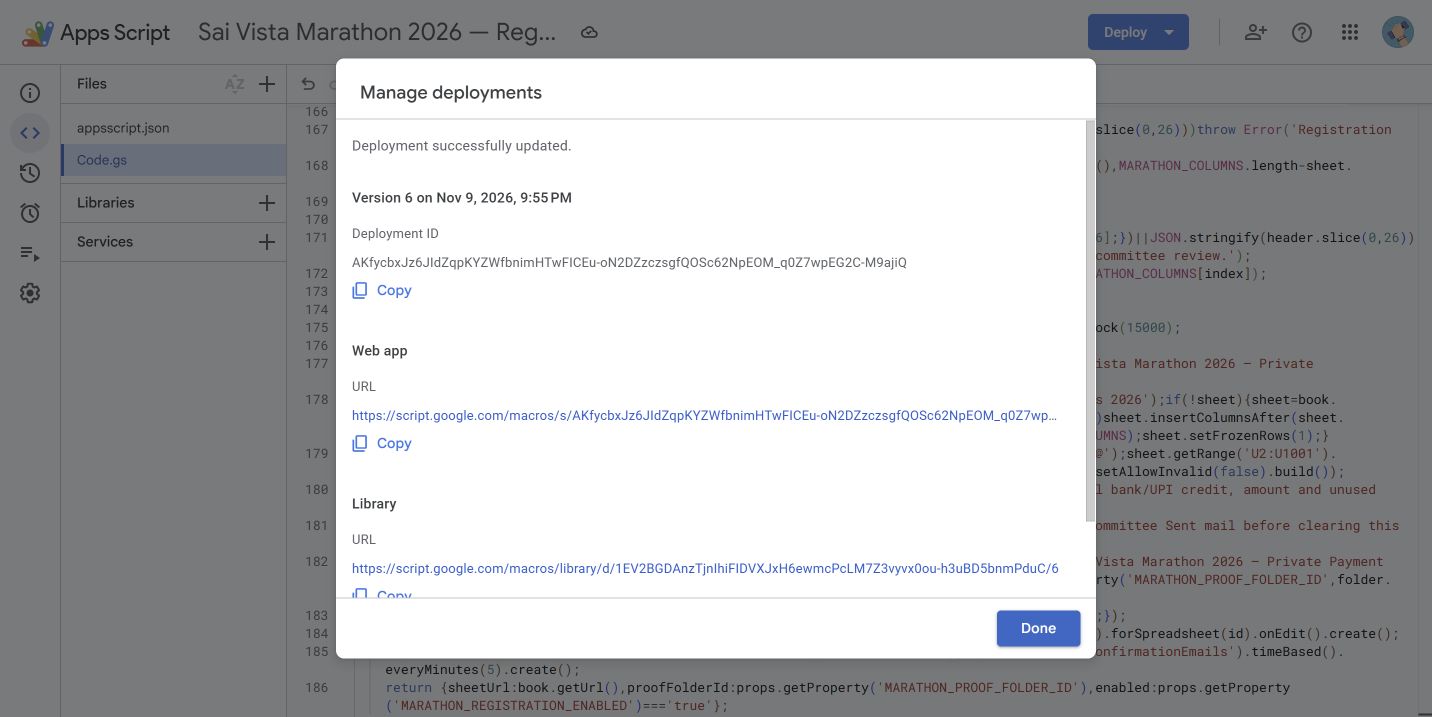 Apps Script
Sai Vista Marathon 2026 — Reg...
Deploy
Files
AZ
appsscript.json
Code.gs
Libraries
Services
Manage deployments
Deployment successfully updated.
Version 6 on Nov 9, 2026, 9:55 PM
Deployment ID
AKfycbxJz6JIdZqpKYZWfbnimHTwFICEu-oN2DZzczsgfQOSc62NpEOM_q0Z7wpEG2C-M9ajiQ
Copy
Web app
URL
https://script.google.com/macros/s/AKfycbxJz6JIdZqpKYZWfbnimHTwFICEu-oN2DZzczsgfQOSc62NpEOM_q0Z7wp...
Copy
Library
URL
https://script.google.com/macros/library/d/1EV2BGDAnzTjnIhiFIDVXJxH6ewmcPcLM7Z3vyvx0ou-h3uBD5bnmPduC/6
Copy
Done
166
167 slice(0,26)))throw Error('Registration
168 (),MARATHON_COLUMNS.length-sheet.
169
170
171 6];})||JSON.stringify(header.slice(0,26))
committee review.');
172 THON_COLUMNS[index]);
173
174
175 ock(15000);
176
177 ista Marathon 2026 — Private
178 s 2026');if(!sheet){sheet=book.
)sheet.insertColumnsAfter(sheet.
UMNS);sheet.setFrozenRows(1);}
179 @');sheet.getRange('U2:U1001').
setAllowInvalid(false).build());
180 l bank/UPI credit, amount and unused
181 ommittee Sent mail before clearing this
182 Vista Marathon 2026 — Private Payment
rty('MARATHON_PROOF_FOLDER_ID',folder.
183 ;});
184 ).forSpreadsheet(id).onEdit().create();
185 onfirmationEmails').timeBased().
everyMinutes(5).create();
186 return {sheetUrl:book.getUrl(),proofFolderId:props.getProperty('MARATHON_PROOF_FOLDER_ID'),enabled:props.getProperty
('MARATHON_REGISTRATION_ENABLED')==='true'};